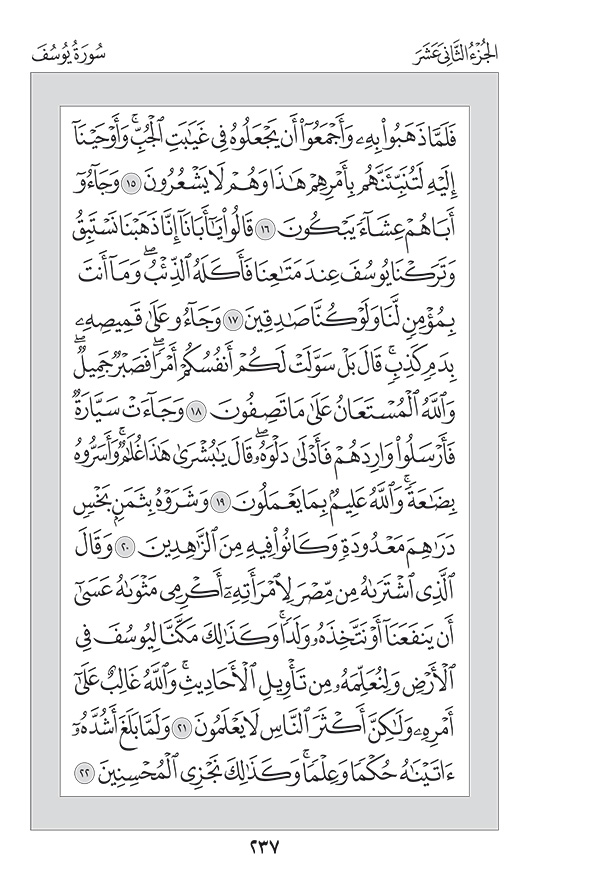 الجُزْءُ الثَّانِي عَشَرَ
سُورَةُ يُوسُفَ
فَلَمَّا ذَهَبُوا۟ بِهِۦ وَأَجْمَعُوٓا۟ أَن يَجْعَلُوهُ فِى غَيَـٰبَتِ ٱلْجُبِّ ۚ وَأَوْحَيْنَآ
إِلَيْهِ لَتُنَبِّئَنَّهُم بِأَمْرِهِمْ هَـٰذَا وَهُمْ لَا يَشْعُرُونَ ١٥ وَجَآءُوٓ
أَبَاهُمْ عِشَآءً يَبْكُونَ ١٦ قَالُوا۟ يَـٰٓأَبَانَآ إِنَّا ذَهَبْنَا نَسْتَبِقُ
وَتَرَكْنَا يُوسُفَ عِندَ مَتَـٰعِنَا فَأَكَلَهُ ٱلذِّئْبُ ۖ وَمَآ أَنتَ
بِمُؤْمِنٍ لَّنَا وَلَوْ كُنَّا صَـٰدِقِينَ ١٧ وَجَآءُو عَلَىٰ قَمِيصِهِۦ
بِدَمٍ كَذِبٍ ۚ قَالَ بَلْ سَوَّلَتْ لَكُمْ أَنفُسُكُمْ أَمْرًا ۖ فَصَبْرٌ جَمِيلٌ ۖ
وَٱللَّهُ ٱلْمُسْتَعَانُ عَلَىٰ مَا تَصِفُونَ ١٨ وَجَآءَتْ سَيَّارَةٌ
فَأَرْسَلُوا۟ وَارِدَهُمْ فَأَدْلَىٰ دَلْوَهُۥ ۖ قَالَ يَـٰبُشْرَىٰ هَـٰذَا غُلَـٰمٌ ۚ وَأَسَرُّوهُ
بِضَـٰعَةً ۚ وَٱللَّهُ عَلِيمٌۢ بِمَا يَعْمَلُونَ ١٩ وَشَرَوْهُ بِثَمَنٍۭ بَخْسٍ
دَرَٰهِمَ مَعْدُودَةٍ وَكَانُوا۟ فِيهِ مِنَ ٱلزَّٰهِدِينَ ٢٠ وَقَالَ
ٱلَّذِى ٱشْتَرَىٰهُ مِن مِّصْرَ لِٱمْرَأَتِهِۦٓ أَكْرِمِى مَثْوَىٰهُ عَسَىٰٓ
أَن يَنفَعَنَآ أَوْ نَتَّخِذَهُۥ وَلَدًا ۚ وَكَذَٰلِكَ مَكَّنَّا لِيُوسُفَ فِى
ٱلْأَرْضِ وَلِنُعَلِّمَهُۥ مِن تَأْوِيلِ ٱلْأَحَادِيثِ ۚ وَٱللَّهُ غَالِبٌ عَلَىٰٓ
أَمْرِهِۦ وَلَـٰكِنَّ أَكْثَرَ ٱلنَّاسِ لَا يَعْلَمُونَ ٢١ وَلَمَّا بَلَغَ أَشُدَّهُۥٓ
ءَاتَيْنَـٰهُ حُكْمًا وَعِلْمًا ۚ وَكَذَٰلِكَ نَجْزِى ٱلْمُحْسِنِينَ ٢٢
٢٣٧